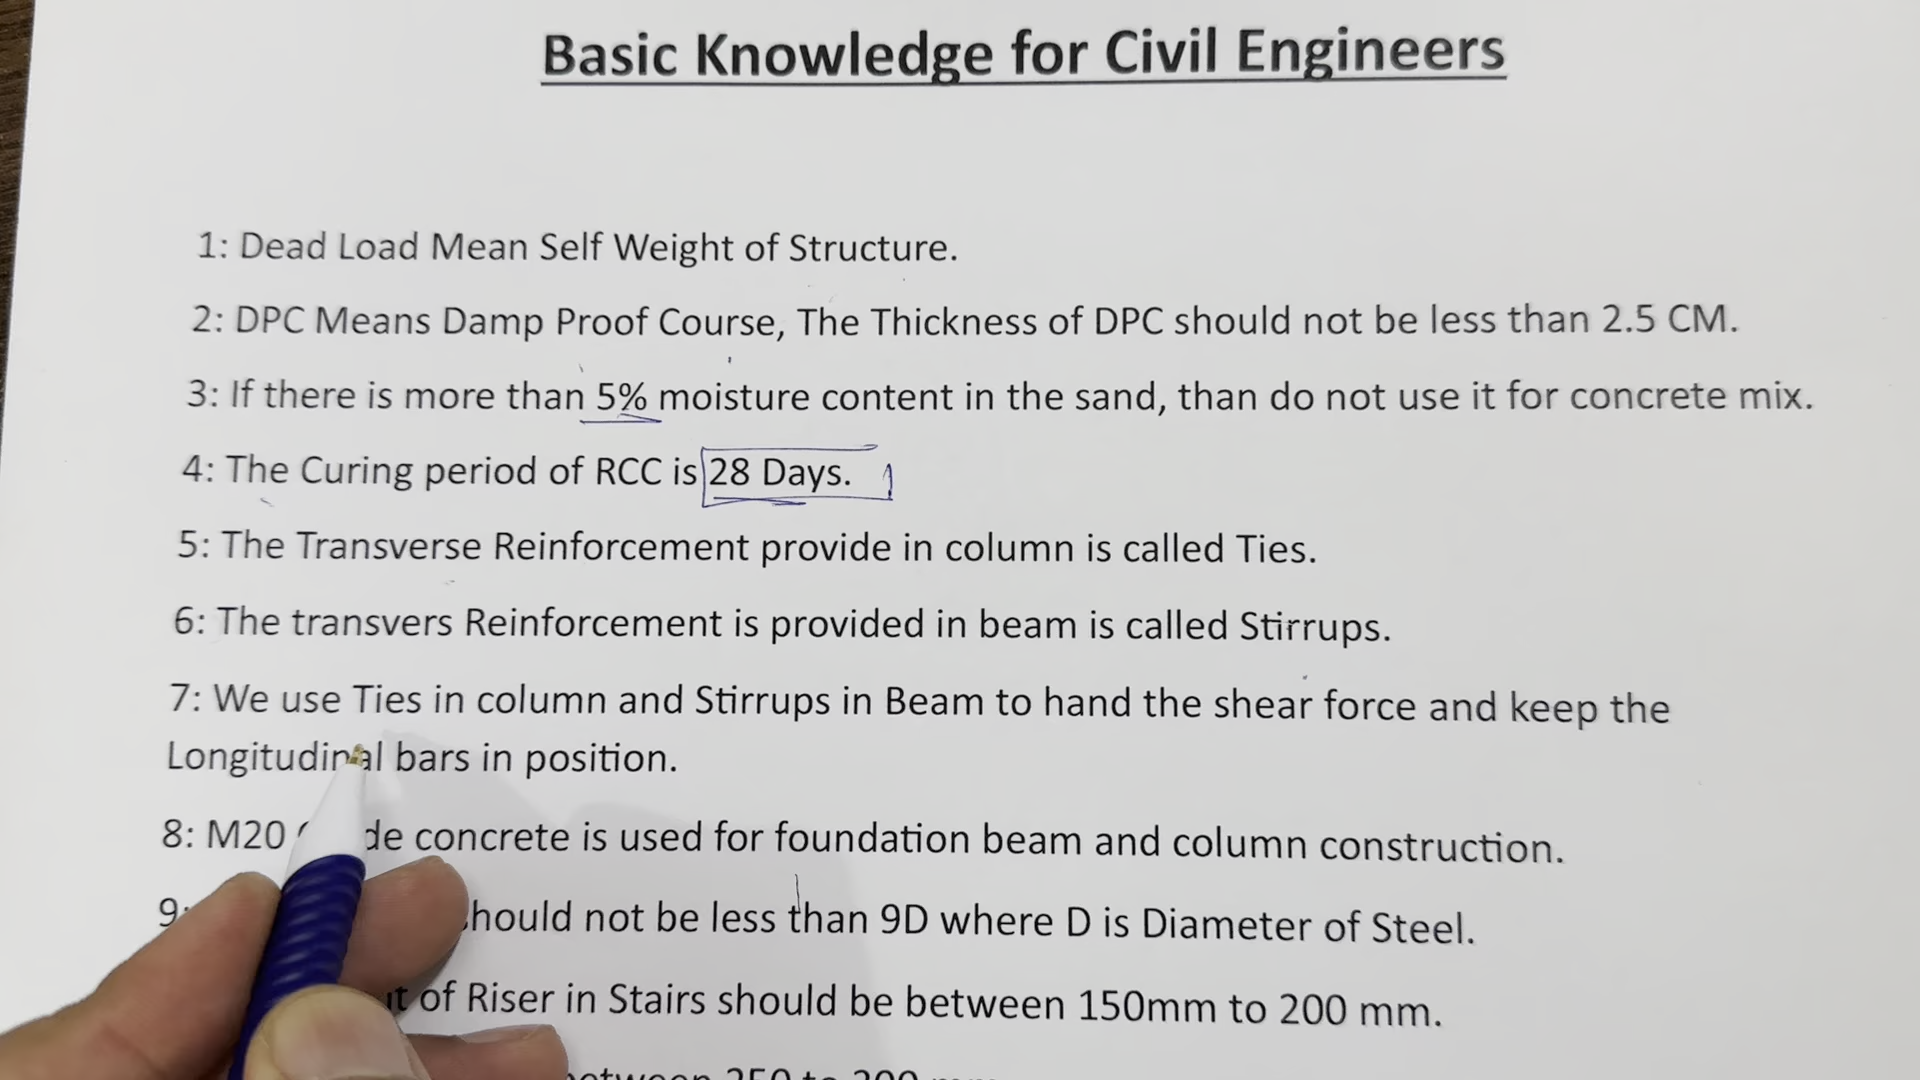 Basic Knowledge for Civil Engineers
1: Dead Load Mean Self Weight of Structure.
2: DPC Means Damp Proof Course, The Thickness of DPC should not be less than 2.5 CM.
3: If there is more than 5% moisture content in the sand, than do not use it for concrete mix.
4: The Curing period of RCC is 28 Days.
5: The Transverse Reinforcement provide in column is called Ties.
6: The transvers Reinforcement is provided in beam is called Stirrups.
7: We use Ties in column and Stirrups in Beam to hand the shear force and keep the
Longitudinal bars in position.
8: M20 concrete is used for foundation beam and column construction.
9: should not be less than 9D where D is Diameter of Steel.
of Riser in Stairs should be between 150mm to 200 mm.